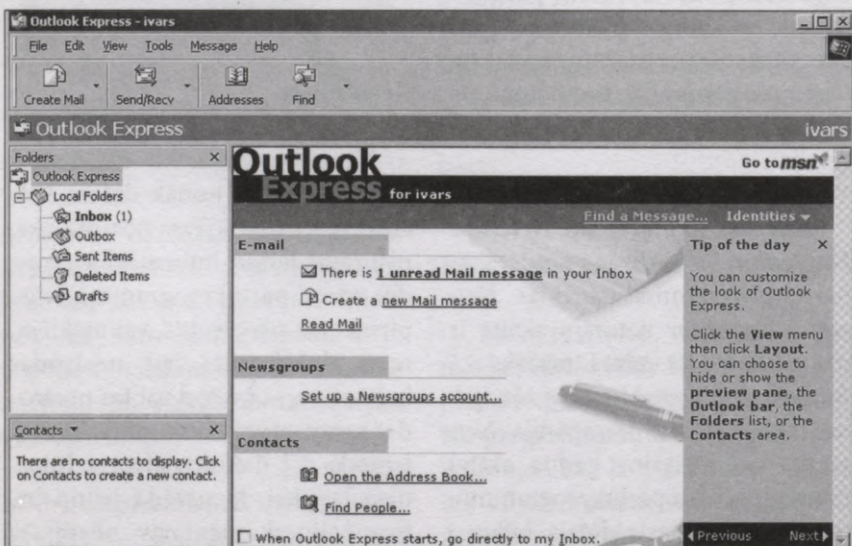 Outlook Express - ivars
File Edit View Tools Message Help
Create Mail Send/Recv Addresses Find
Outlook Express ivars
Folders
Outlook Express
Local Folders
Inbox (1)
Outbox
Sent Items
Deleted Items
Drafts
Contacts
There are no contacts to display. Click
on Contacts to create a new contact.
Outlook
Express for ivars
Go to msn
Find a Message... Identities
E-mail
There is 1 unread Mail message in your Inbox
Create a new Mail message
Read Mail
Newsgroups
Set up a Newsgroups account...
Contacts
Open the Address Book...
Find People...
When Outlook Express starts, go directly to my Inbox.
Tip of the day
You can customize
the look of Outlook
Express.
Click the View menu
then click Layout.
You can choose to
hide or show the
preview pane, the
Outlook bar, the
Folders list, or the
Contacts area.
Previous Next